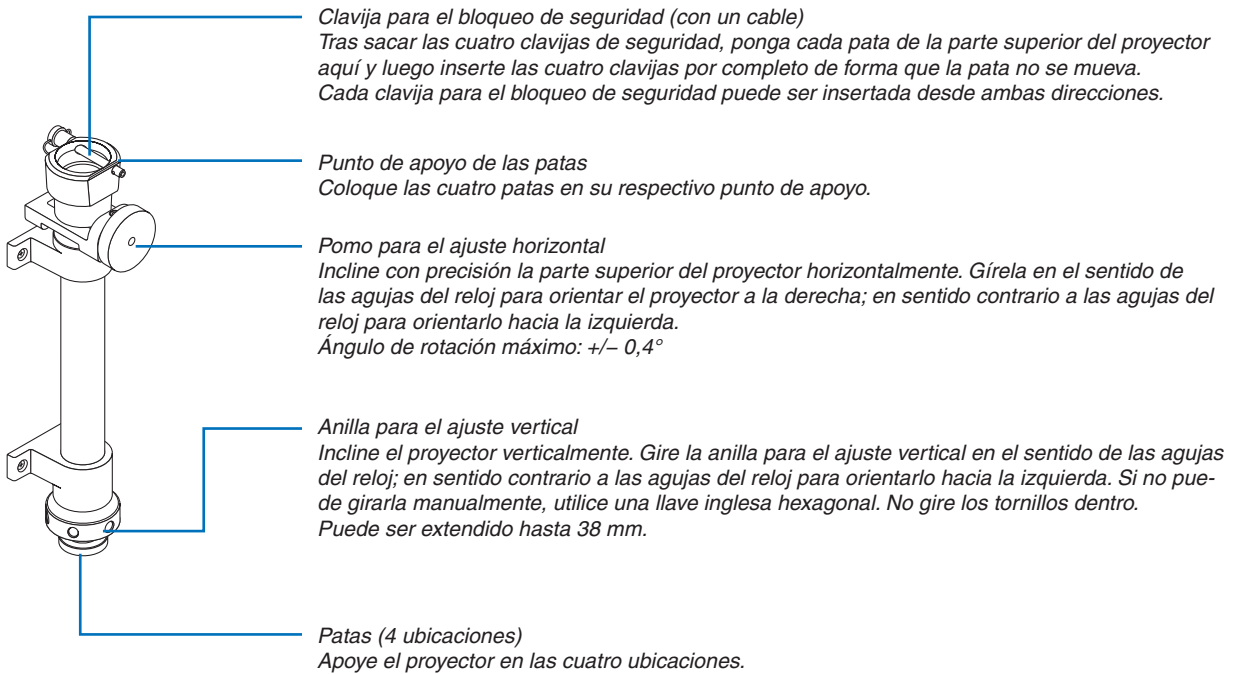 Clavija para el bloqueo de seguridad (con un cable)
Tras sacar las cuatro clavijas de seguridad, ponga cada pata de la parte superior del proyector
aquí y luego inserte las cuatro clavijas por completo de forma que la pata no se mueva.
Cada clavija para el bloqueo de seguridad puede ser insertada desde ambas direcciones.
Punto de apoyo de las patas
Coloque las cuatro patas en su respectivo punto de apoyo.
Pomo para el ajuste horizontal
Incline con precisión la parte superior del proyector horizontalmente. Gírela en el sentido de
las agujas del reloj para orientar el proyector a la derecha; en sentido contrario a las agujas del
reloj para orientarlo hacia la izquierda.
Ángulo de rotación máximo: +/− 0,4°
Anilla para el ajuste vertical
Incline el proyector verticalmente. Gire la anilla para el ajuste vertical en el sentido de las agujas
del reloj; en sentido contrario a las agujas del reloj para orientarlo hacia la izquierda. Si no pue-
de girarla manualmente, utilice una llave inglesa hexagonal. No gire los tornillos dentro.
Puede ser extendido hasta 38 mm.
Patas (4 ubicaciones)
Apoye el proyector en las cuatro ubicaciones.